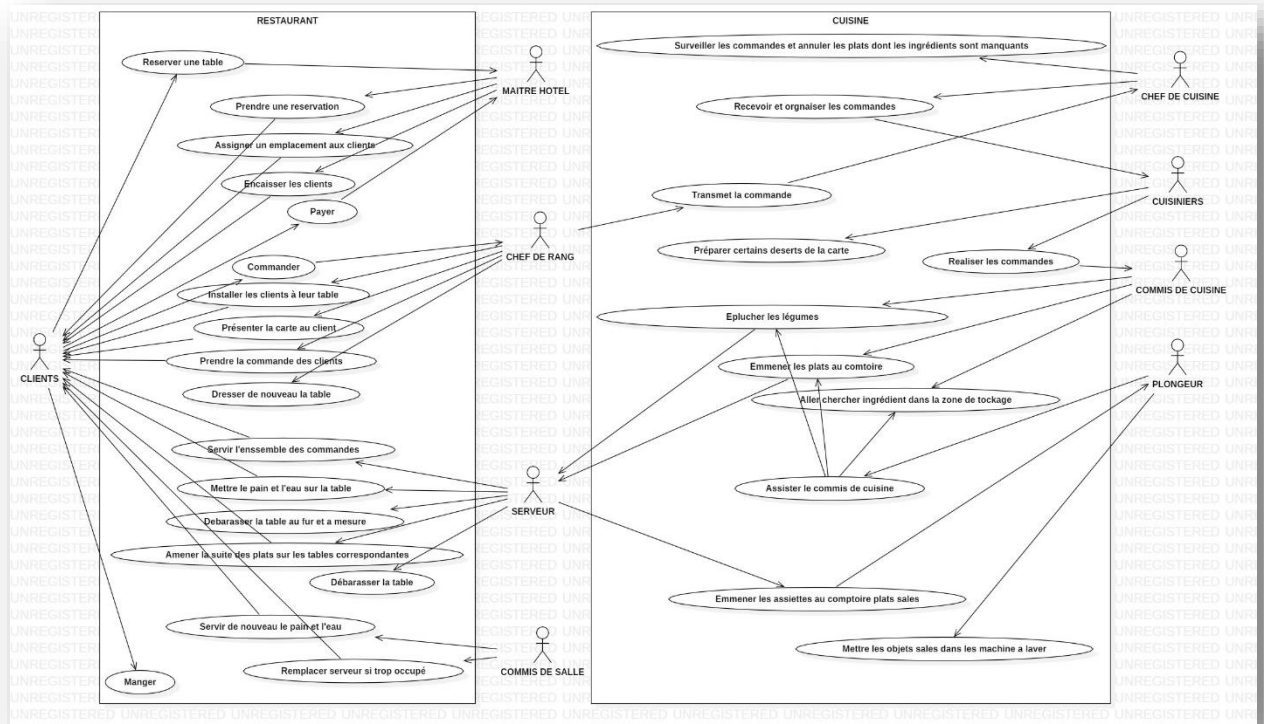 RESTAURANT
Reserver une table
Prendre une reservation
Assigner un emplacement aux clients
Encaisser les clients
Payer
Commander
Installer les clients à leur table
Présenter la carte au client
Prendre la commande des clients
Dresser de nouveau la table
Servir l'enssemble des commandes
Mettre le pain et l'eau sur la table
Debarasser la table au fur et a mesure
Amener la suite des plats sur les tables correspondantes
Débarasser la table
Servir de nouveau le pain et l'eau
Remplacer serveur si trop occupé
Manger
CLIENTS
MAITRE HOTEL
CHEF DE RANG
SERVEUR
COMMIS DE SALLE
CUISINE
Surveiller les commandes et annuler les plats dont les ingrédients sont manquants
Recevoir et orgnaiser les commandes
Transmet la commande
Préparer certains deserts de la carte
Realiser les commandes
Eplucher les légumes
Emmener les plats au comtoire
Aller chercher ingrédient dans la zone de tockage
Assister le commis de cuisine
Emmener les assiettes au comptoire plats sales
Mettre les objets sales dans les machine a laver
CHEF DE CUISINE
CUISINIERS
COMMIS DE CUISINE
PLONGEUR
UNREGISTERED UNREGISTERED UNREGISTERED UNREGISTERED UNREGISTERED UNREGISTERED